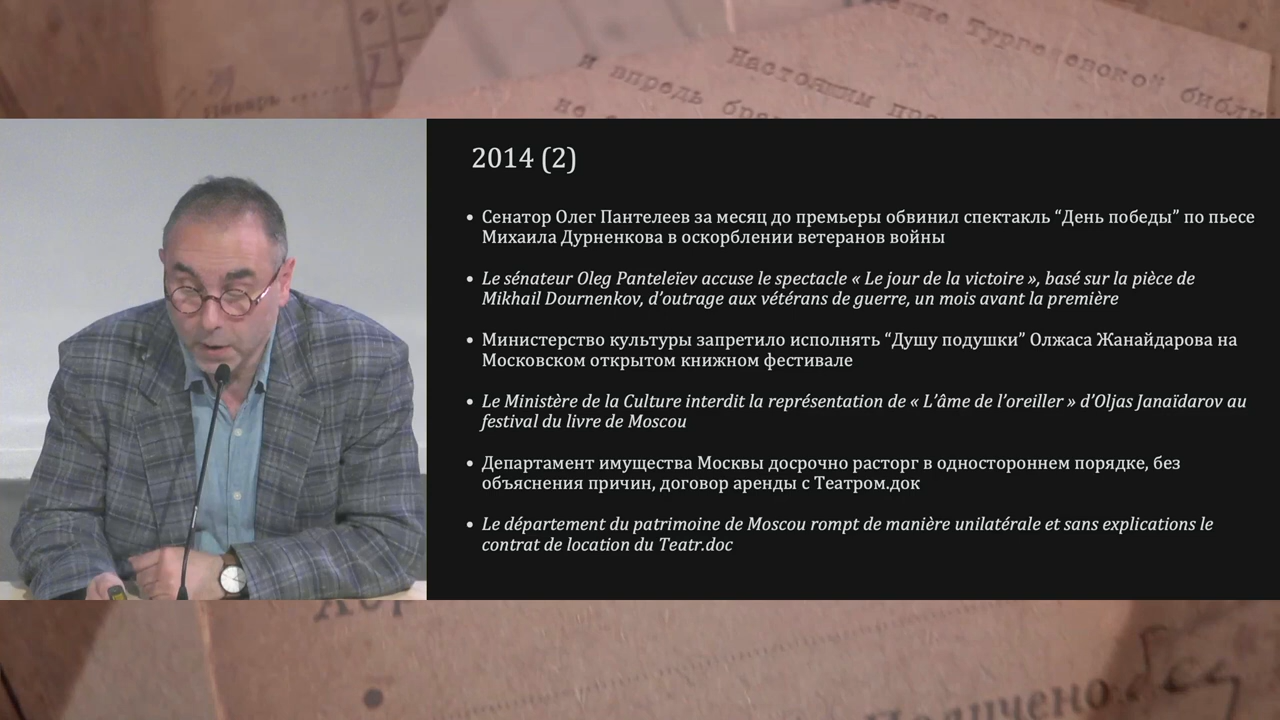 ение Тургеневской библи
Настоящим про
и впредь бра
не
2014 (2)
• Сенатор Олег Пантелеев за месяц до премьеры обвинил спектакль “День победы” по пьесе
Михаила Дурненкова в оскорблении ветеранов войны
• Le sénateur Oleg Panteleïev accuse le spectacle « Le jour de la victoire », basé sur la pièce de
Mikhail Dournenkov, d’outrage aux vétérans de guerre, un mois avant la première
• Министерство культуры запретило исполнять “Душу подушки” Олжаса Жанайдарова на
Московском открытом книжном фестивале
• Le Ministère de la Culture interdit la représentation de « L’âme de l’oreiller » d’Oljas Janaïdarov au
festival du livre de Moscou
• Департамент имущества Москвы досрочно расторг в одностороннем порядке, без
объяснения причин, договор аренды с Театром.док
• Le département du patrimoine de Moscou rompt de manière unilatérale et sans explications le
contrat de location du Teatr.doc